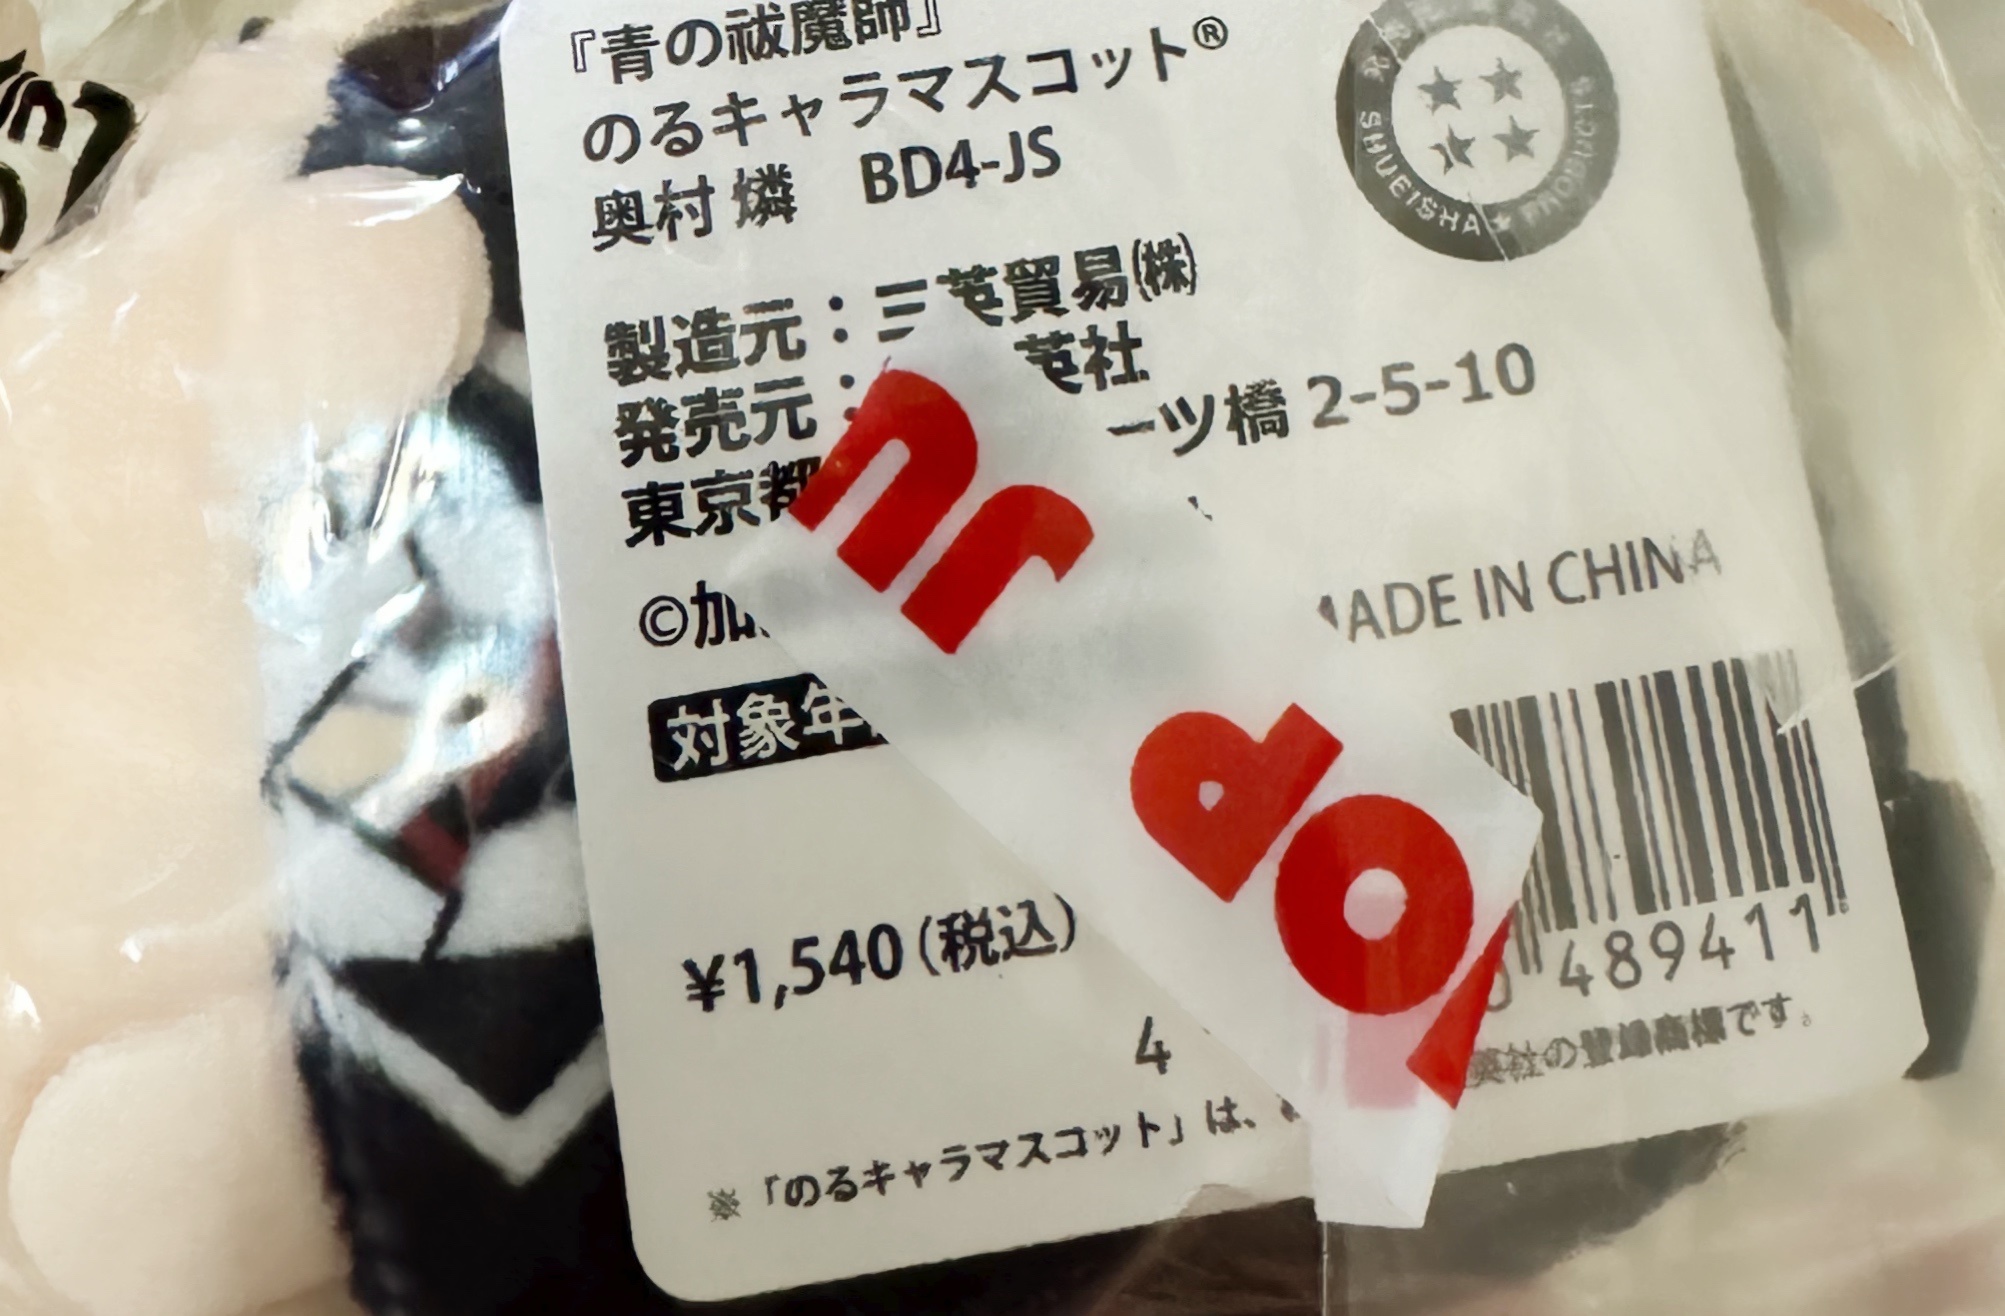 『青の祓魔師』
のるキャラマスコット®
奥村 燐 BD4-JS
SHUEISHA ★ PRODUCTS
製造元：三英貿易㈱
発売元：
英社
東京都
一ツ橋 2-5-10
©加
MADE IN CHINA
対象年
¥1,540(税込)
489411
4
※「のるキャラマスコット」は、
の登録商標です。